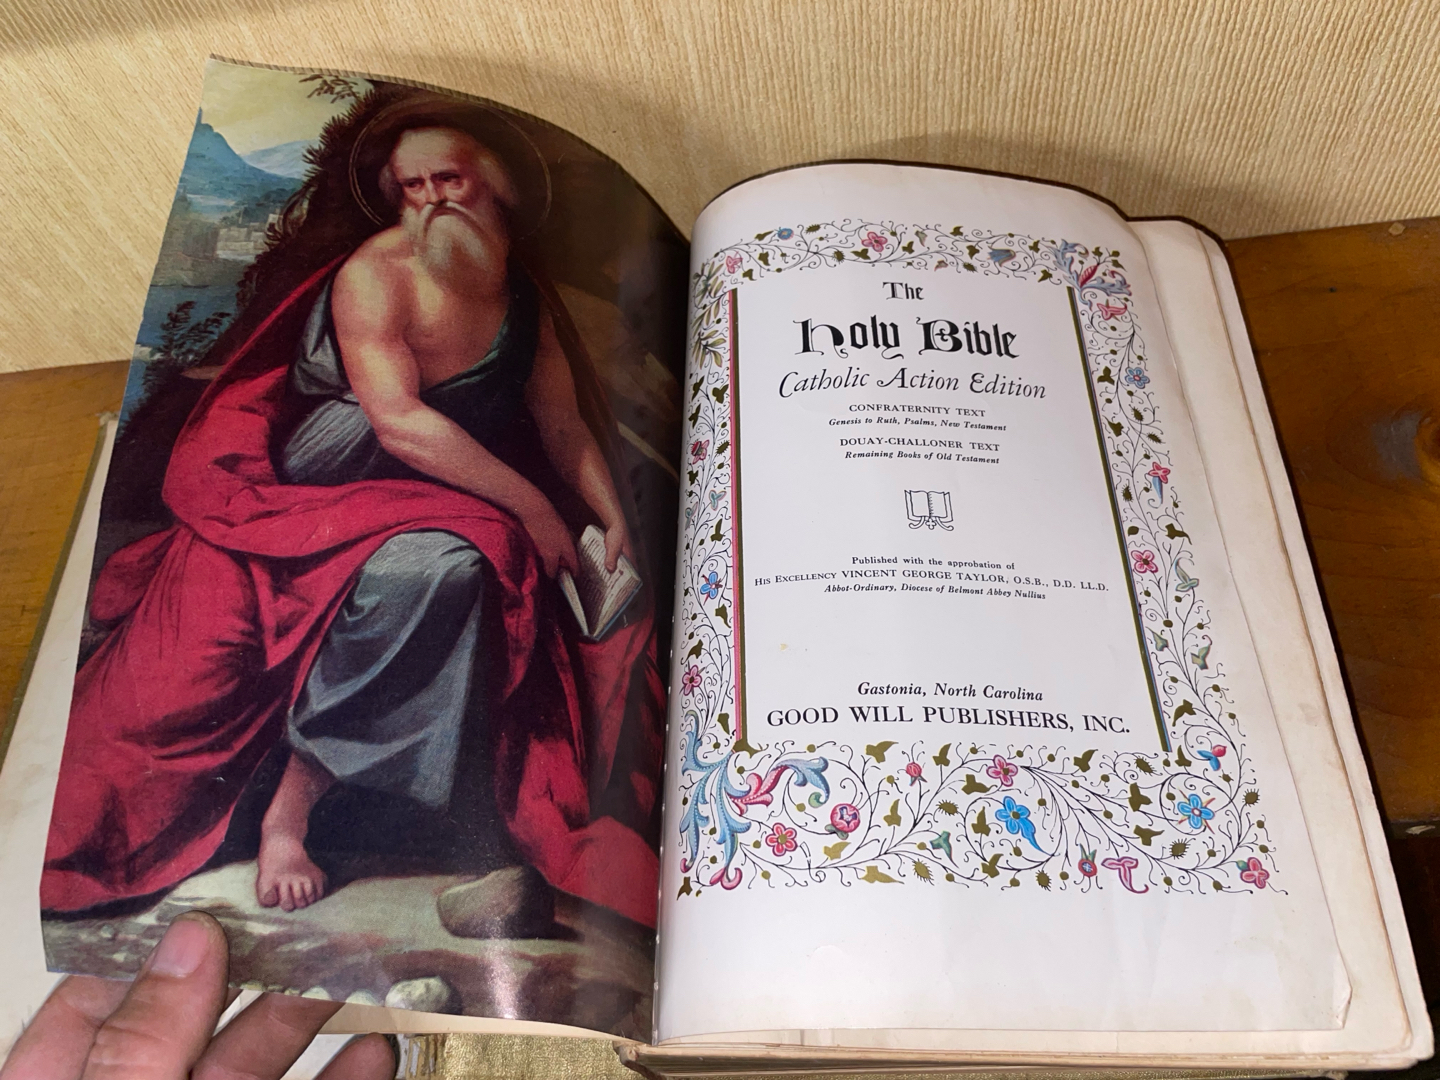 The
Holy Bible
Catholic Action Edition
CONFRATERNITY TEXT
Genesis to Ruth, Psalms, New Testament
DOUAY-CHALLONER TEXT
Remaining Books of Old Testament
Published with the approbation of
HIS EXCELLENCY VINCENT GEORGE TAYLOR, O.S.B., D.D. LL.D.
Abbot-Ordinary, Diocese of Belmont Abbey Nullius
Gastonia, North Carolina
GOOD WILL PUBLISHERS, INC.